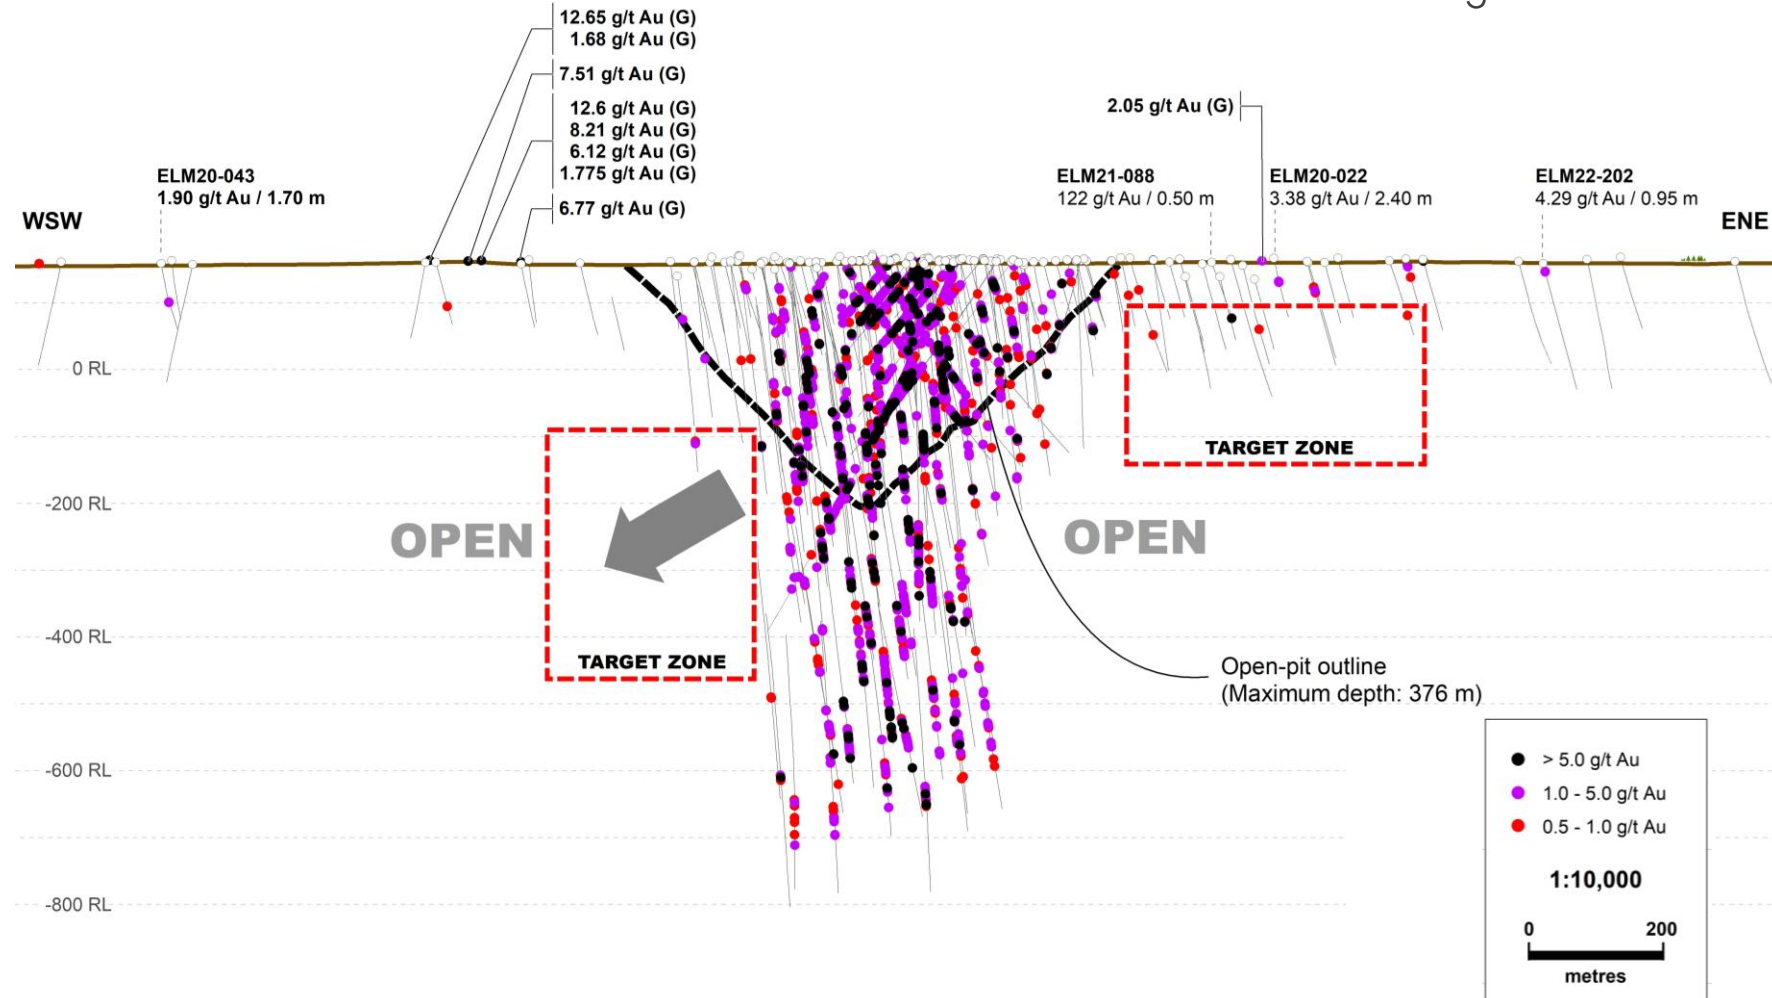 12.65 g/t Au (G)
1.68 g/t Au (G)
7.51 g/t Au (G)
12.6 g/t Au (G)
8.21 g/t Au (G)
6.12 g/t Au (G)
1.775 g/t Au (G)
6.77 g/t Au (G)
2.05 g/t Au (G)
ELM20-043
1.90 g/t Au / 1.70 m
ELM21-088
122 g/t Au / 0.50 m
ELM20-022
3.38 g/t Au / 2.40 m
ELM22-202
4.29 g/t Au / 0.95 m
WSW
ENE
0 RL
-200 RL
-400 RL
-600 RL
-800 RL
TARGET ZONE
OPEN
OPEN
TARGET ZONE
Open-pit outline
(Maximum depth: 376 m)
> 5.0 g/t Au
1.0 - 5.0 g/t Au
0.5 - 1.0 g/t Au
1:10,000
0 200
metres